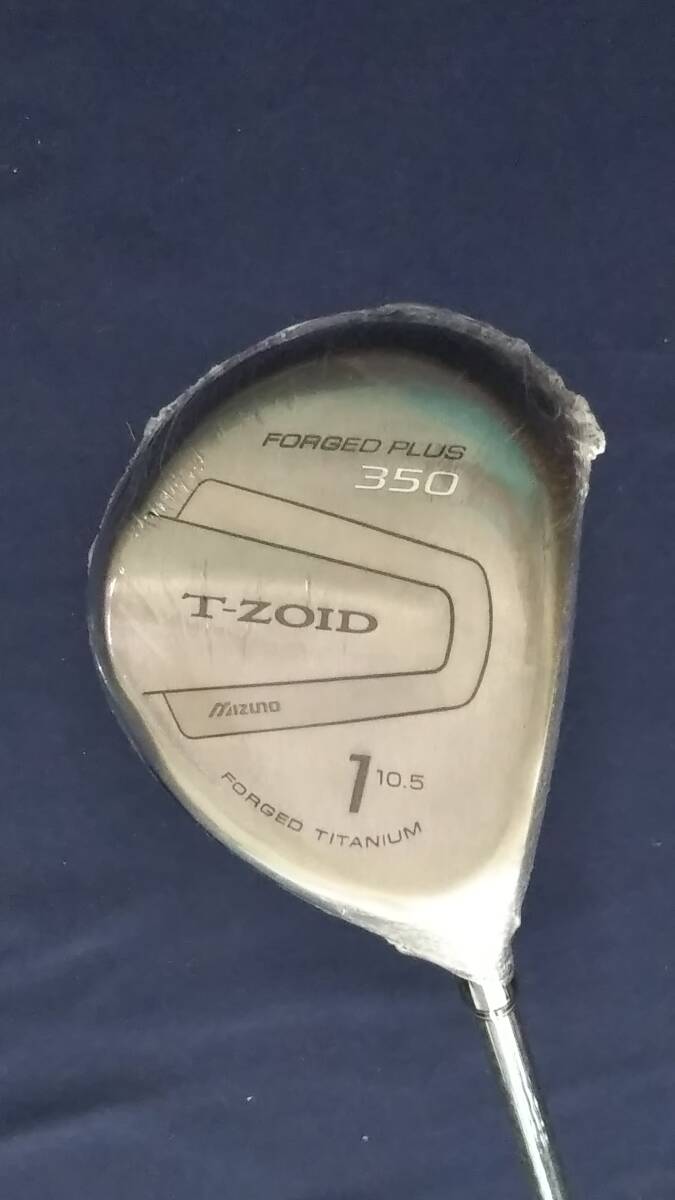 FORGED PLUS
350
T-ZOID
Mizuno
1 10.5
FORGED TITANIUM